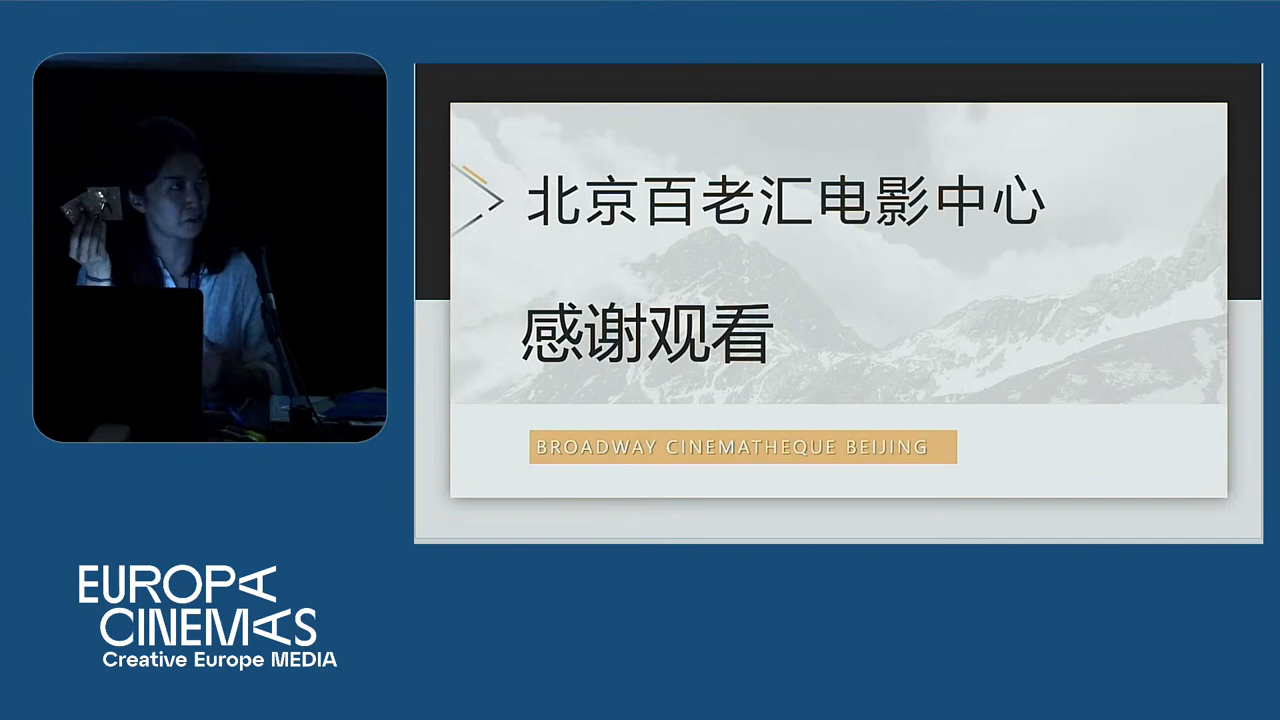 北京百老汇电影中心
感谢观看
BROADWAY CINEMATHEQUE BEIJING
EUROPA
CINEMAS
Creative Europe MEDIA